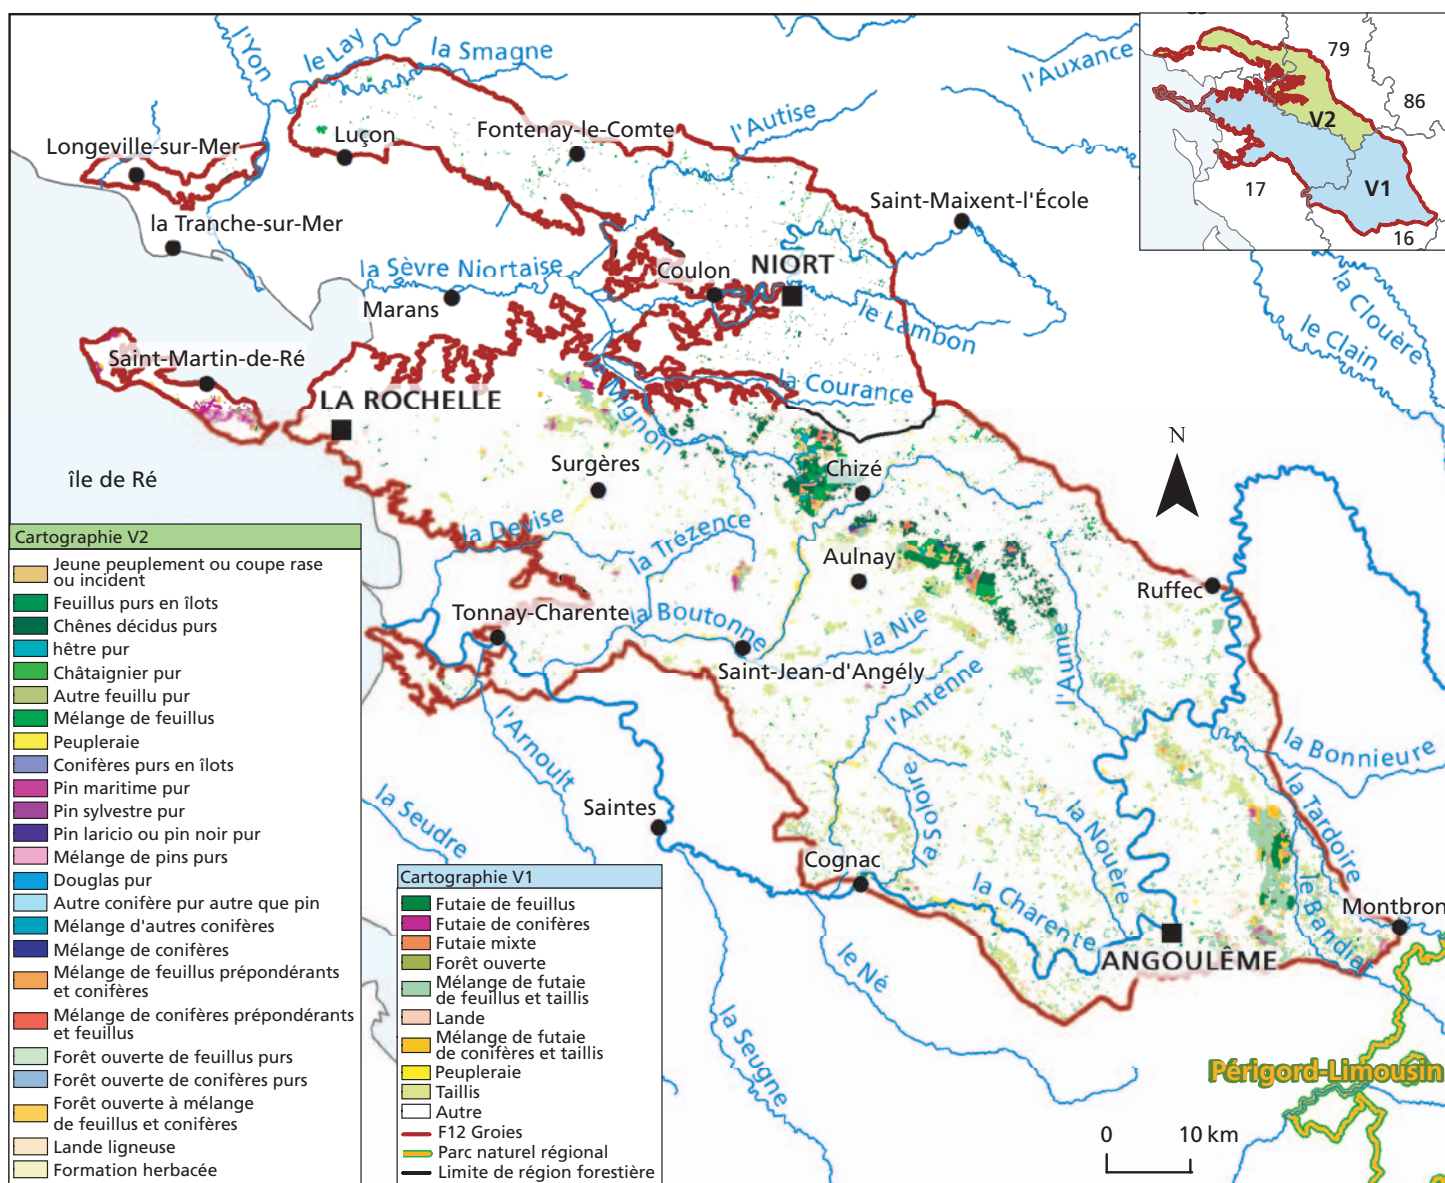 l'Yon
le Lay
la Smagne
l'Auxance
Longeville-sur-Mer
Luçon
Fontenay-le-Comte
l'Autise
la Tranche-sur-Mer
Saint-Maixent-l'École
la Sèvre Niortaise
Coulon
NIORT
Marans
le Lambon
la Clouère
le Clain
Saint-Martin-de-Ré
LA ROCHELLE
le Mignon
la Courance
île de Ré
Surgères
Chizé
N
la Devise
la Trézence
Aulnay
Ruffec
Tonnay-Charente
la Boutonne
la Nie
l'Aume
Saint-Jean-d'Angély
l'Antenne
l'Arnoult
la Bonnieure
la Tardoire
la Seudre
Saintes
la Soloire
la Nouère
Cognac
la Charente
le Bandiat
Montbron
ANGOULÊME
le Né
la Seugne
Périgord-Limousin
0 10 km
79
86
V2
V1
17
16
Cartographie V2
Jeune peuplement ou coupe rase
ou incident
Feuillus purs en îlots
Chênes décidus purs
hêtre pur
Châtaignier pur
Autre feuillu pur
Mélange de feuillus
Peupleraie
Conifères purs en îlots
Pin maritime pur
Pin sylvestre pur
Pin laricio ou pin noir pur
Mélange de pins purs
Douglas pur
Autre conifère pur autre que pin
Mélange d'autres conifères
Mélange de conifères
Mélange de feuillus prépondérants
et conifères
Mélange de conifères prépondérants
et feuillus
Forêt ouverte de feuillus purs
Forêt ouverte de conifères purs
Forêt ouverte à mélange
de feuillus et conifères
Lande ligneuse
Formation herbacée
Cartographie V1
Futaie de feuillus
Futaie de conifères
Futaie mixte
Forêt ouverte
Mélange de futaie
de feuillus et taillis
Lande
Mélange de futaie
de conifères et taillis
Peupleraie
Taillis
Autre
F12 Groies
Parc naturel régional
Limite de région forestière